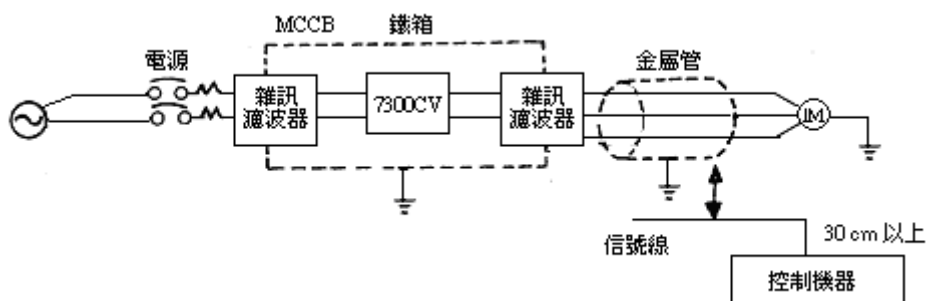 MCCB 鐵箱
電源
金屬管
雜訊
濾波器
7300CV
雜訊
濾波器
IM
信號線
30 cm 以上
控制機器